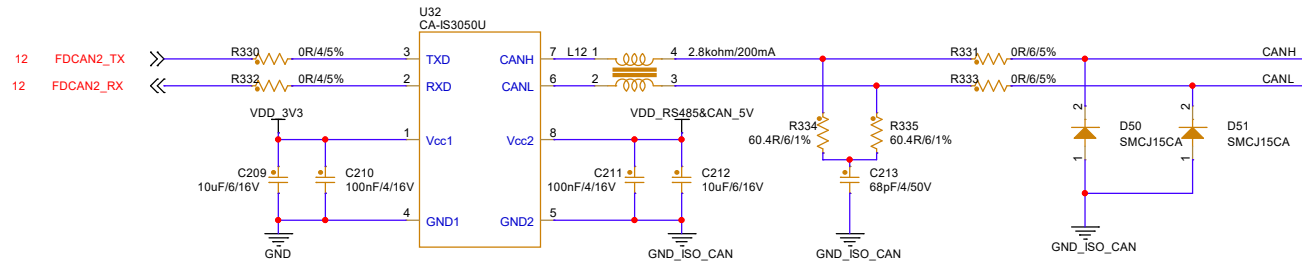 U32
CA-IS3050U
12 FDCAN2_TX R330 0R/4/5% 3 TXD CANH 7 L12 1 4 2.8kohm/200mA R331 0R/6/5% CANH
12 FDCAN2_RX R332 0R/4/5% 2 RXD CANL 6 2 3 R333 0R/6/5% CANL
VDD_3V3 VDD_RS485&CAN_5V
1 Vcc1 Vcc2 8
R334
60.4R/6/1%
R335
60.4R/6/1%
2
D50
SMCJ15CA
1
2
D51
SMCJ15CA
1
C209
10uF/6/16V
C210
100nF/4/16V
C211
100nF/4/16V
C212
10uF/6/16V
C213
68pF/4/50V
4 GND1 GND2 5
GND
GND_ISO_CAN
GND_ISO_CAN
GND_ISO_CAN